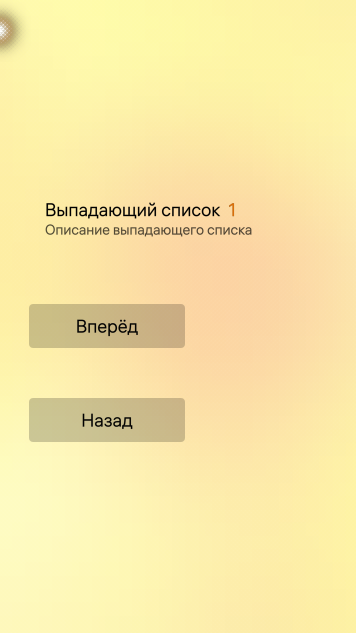 Выпадающий список 1
Описание выпадающего списка
Вперёд
Назад